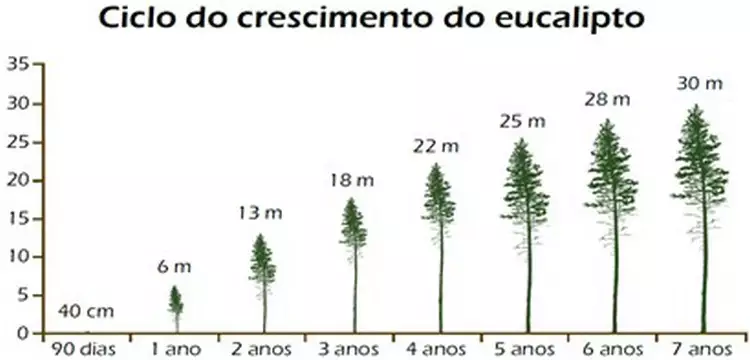 Ciclo do crescimento do eucalipto
35
30
25
20
15
10
5
0
40 cm
6 m
13 m
18 m
22 m
25 m
28 m
30 m
90 dias
1 ano
2 anos
3 anos
4 anos
5 anos
6 anos
7 anos